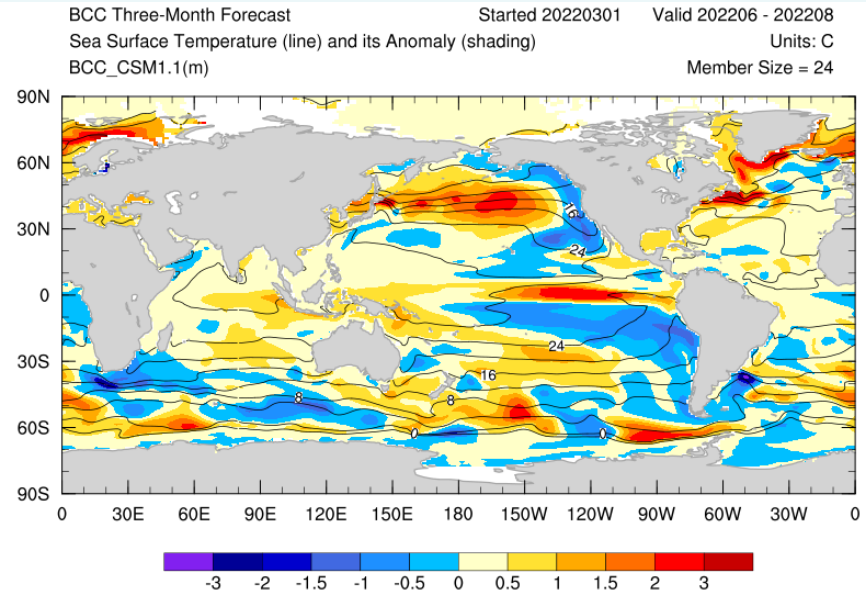 BCC Three-Month Forecast Started 20220301 Valid 202206 - 202208
Sea Surface Temperature (line) and its Anomaly (shading) Units: C
BCC_CSM1.1(m) Member Size = 24
90N
60N
30N
0
30S
60S
90S
16
24
24
16
8
8
0
0
0 30E 60E 90E 120E 150E 180 150W 120W 90W 60W 30W 0
-3 -2 -1.5 -1 -0.5 0 0.5 1 1.5 2 3